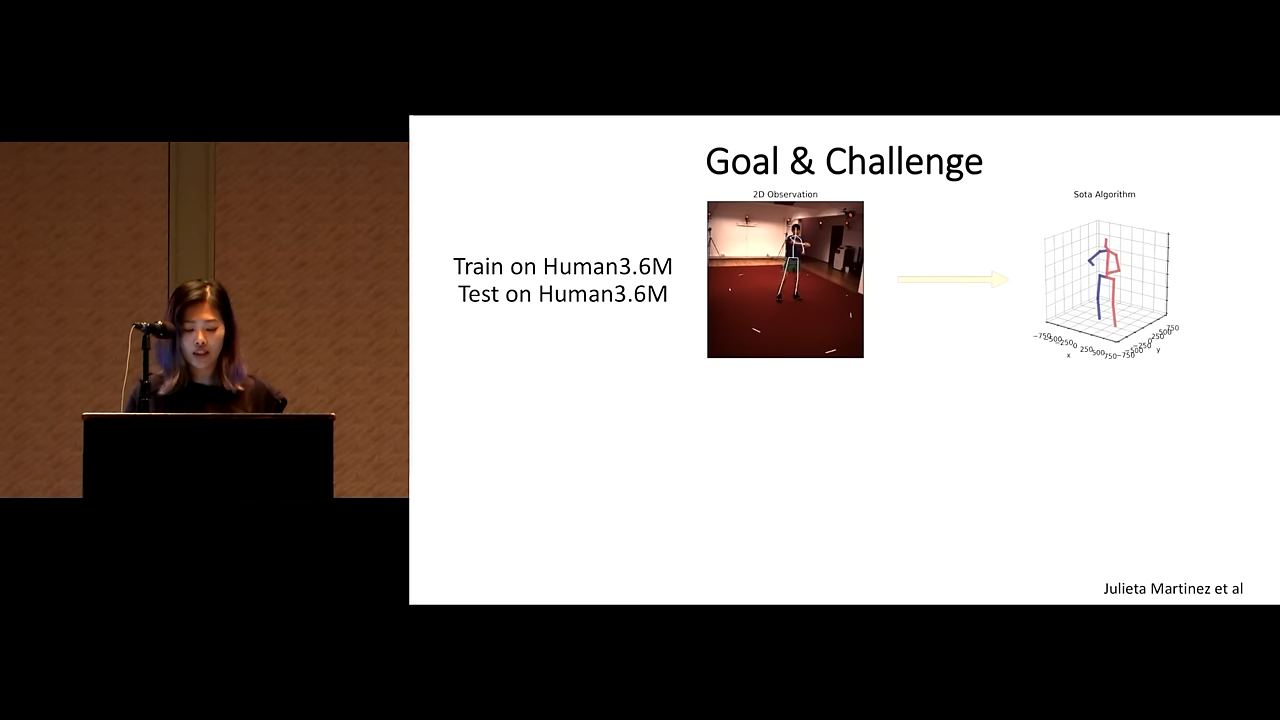 Goal & Challenge
2D Observation
Sota Algorithm
Train on Human3.6M
Test on Human3.6M
x
y
Julieta Martinez et al